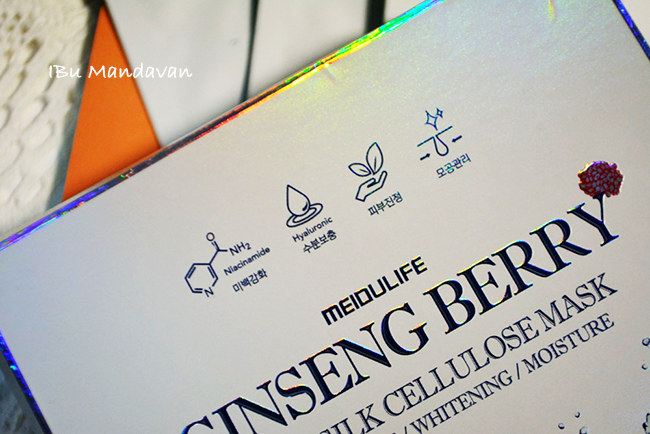 IBu Mandavan
NH₂
N
Niacinamide
미백강화
Hyaluronic
수분보충
피부진정
모공관리
MEIDULIFE
GINSENG BERRY
SILK CELLULOSE MASK
/ WHITENING / MOISTURE